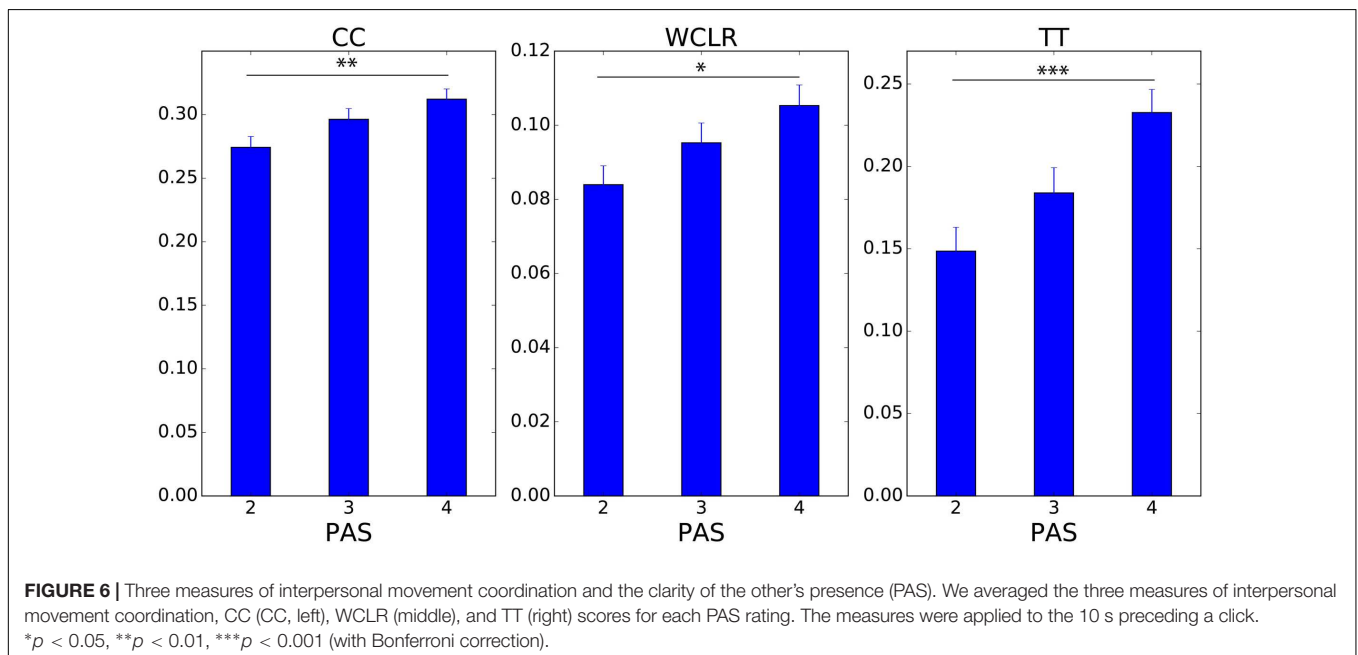 CC
**
0.30
0.25
0.20
0.15
0.10
0.05
0.00
2 3 4
PAS
WCLR
*
0.12
0.10
0.08
0.06
0.04
0.02
0.00
2 3 4
PAS
TT
***
0.25
0.20
0.15
0.10
0.05
0.00
2 3 4
PAS
FIGURE 6 | Three measures of interpersonal movement coordination and the clarity of the other's presence (PAS). We averaged the three measures of interpersonal
movement coordination, CC (CC, left), WCLR (middle), and TT (right) scores for each PAS rating. The measures were applied to the 10 s preceding a click.
*p < 0.05, **p < 0.01, ***p < 0.001 (with Bonferroni correction).